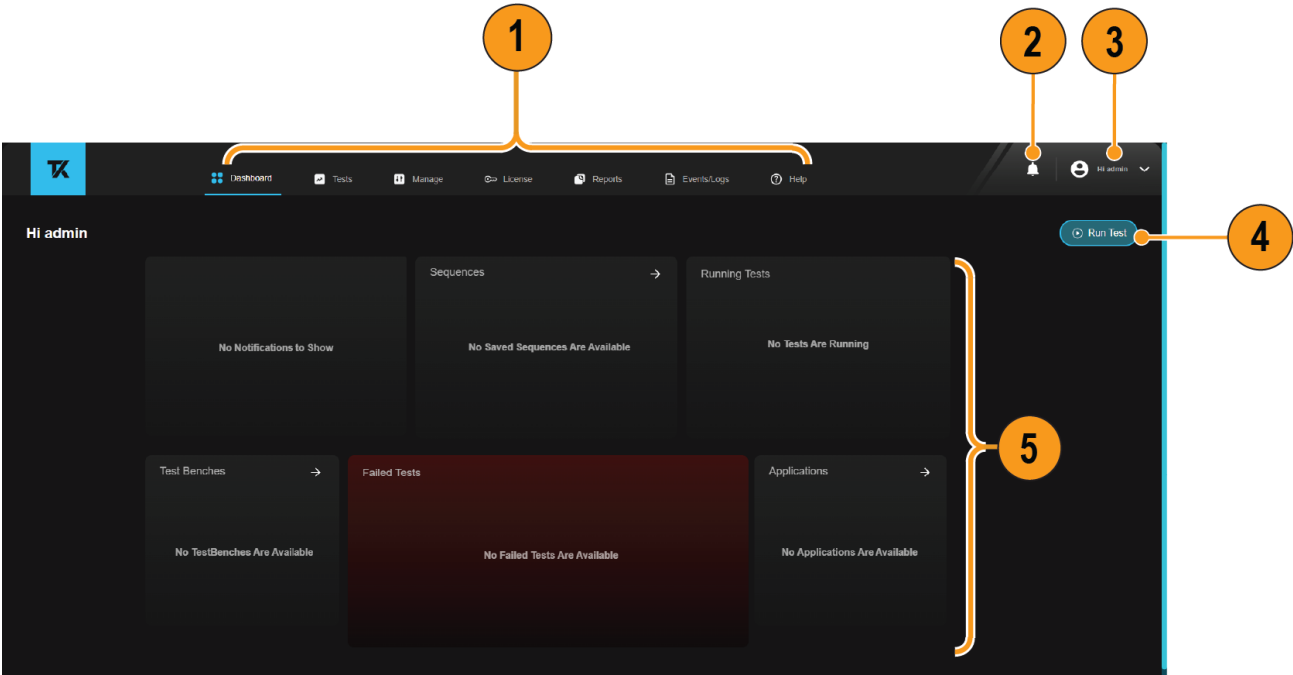 1
2
3
TK
Dashboard
Tests
Manage
License
Reports
Events/Logs
Help
Hi admin
Hi admin
Run Test
4
Sequences
Running Tests
No Notifications to Show
No Saved Sequences Are Available
No Tests Are Running
5
Test Benches
Failed Tests
Applications
No TestBenches Are Available
No Failed Tests Are Available
No Applications Are Available